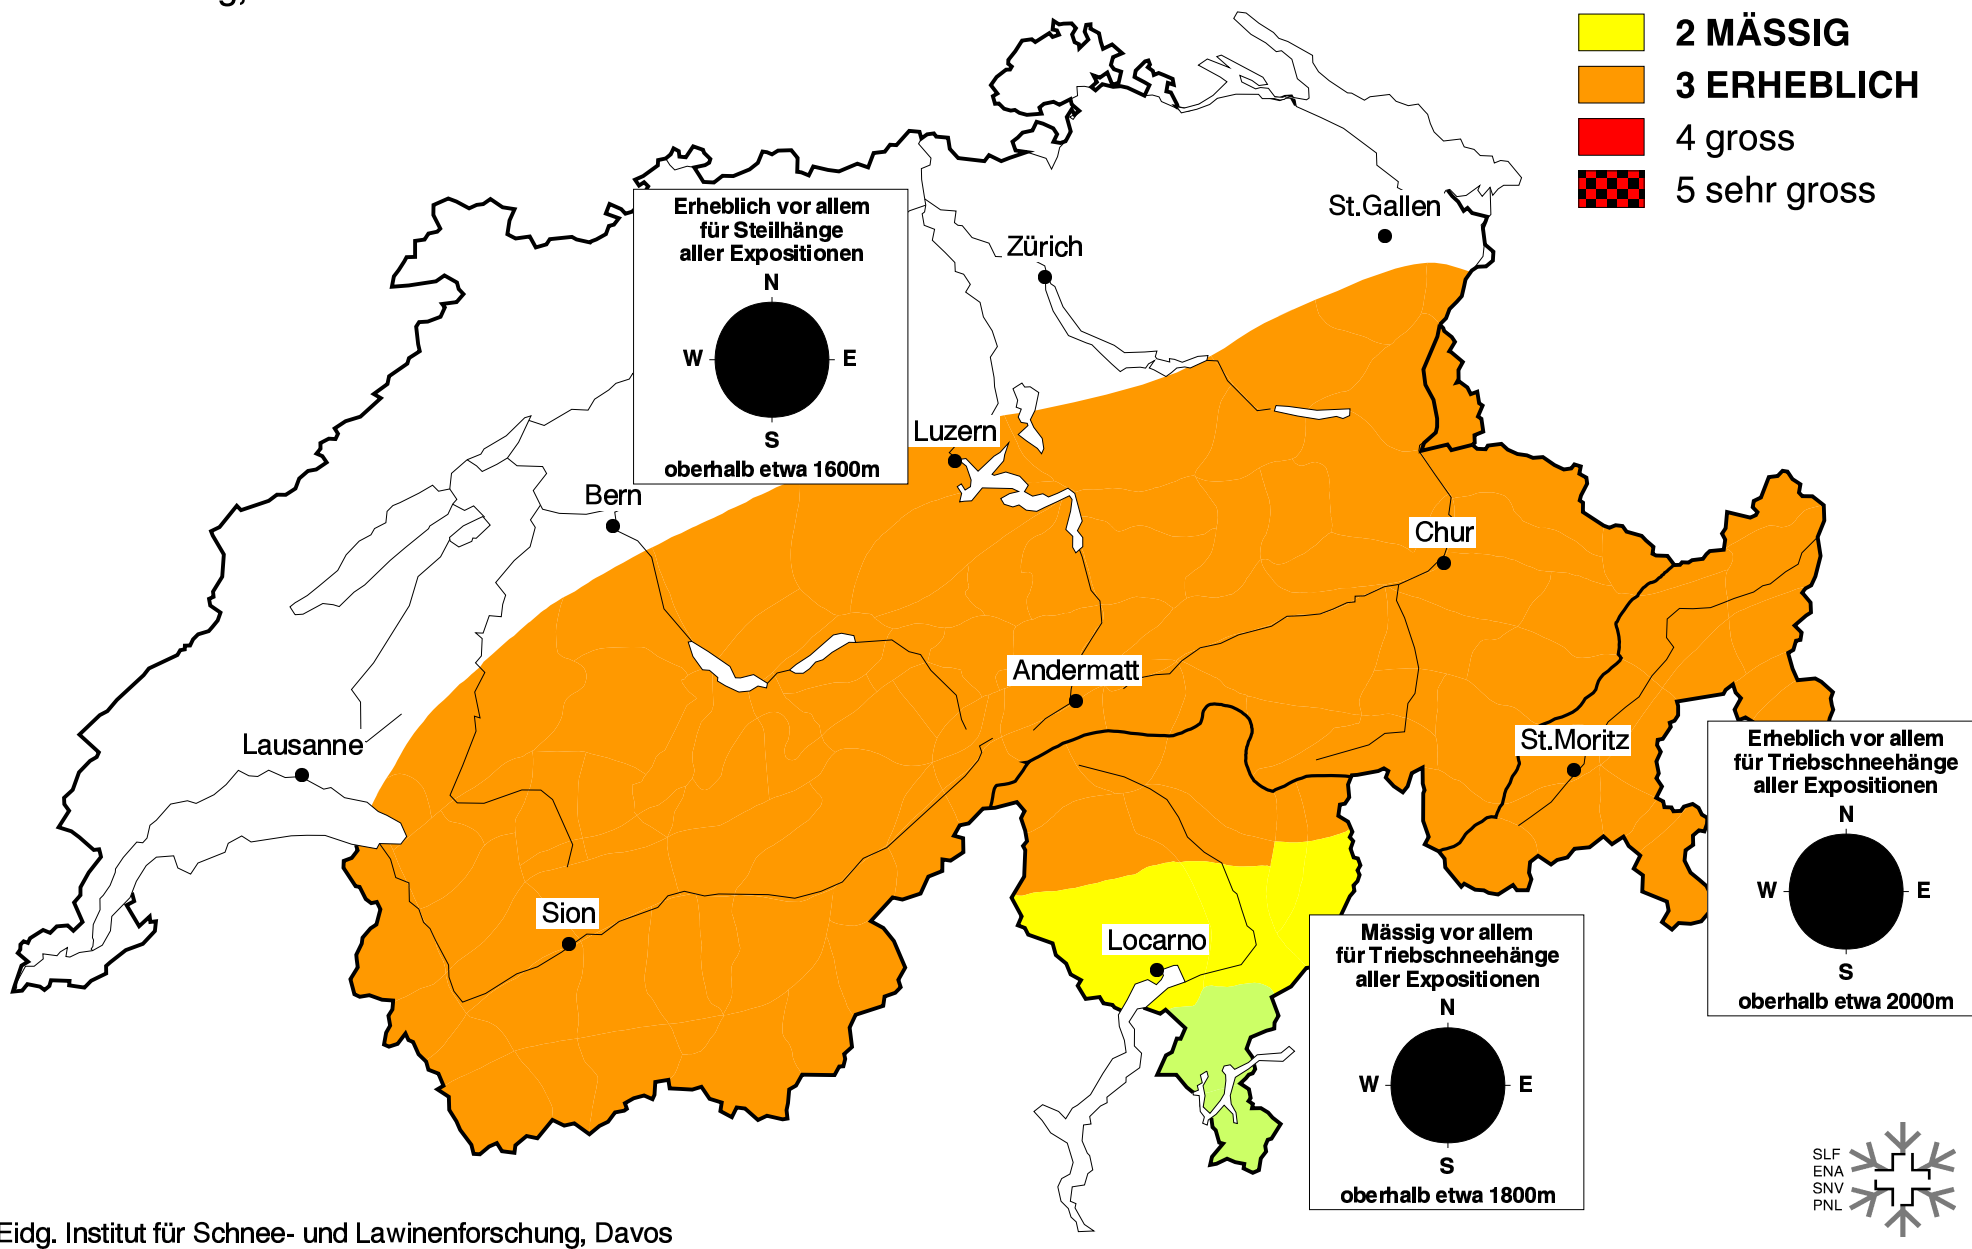 2 MÄSSIG
3 ERHEBLICH
4 gross
5 sehr gross
Erheblich vor allem
für Steilhänge
aller Expositionen
N
W
E
S
oberhalb etwa 1600m
St.Gallen
Zürich
Luzern
Bern
Chur
Andermatt
Lausanne
St.Moritz
Sion
Locarno
Erheblich vor allem
für Triebschneehänge
aller Expositionen
N
W
E
S
oberhalb etwa 2000m
Mässig vor allem
für Triebschneehänge
aller Expositionen
N
W
E
S
oberhalb etwa 1800m
SLF
ENA
SNV
PNL
Eidg. Institut für Schnee- und Lawinenforschung, Davos